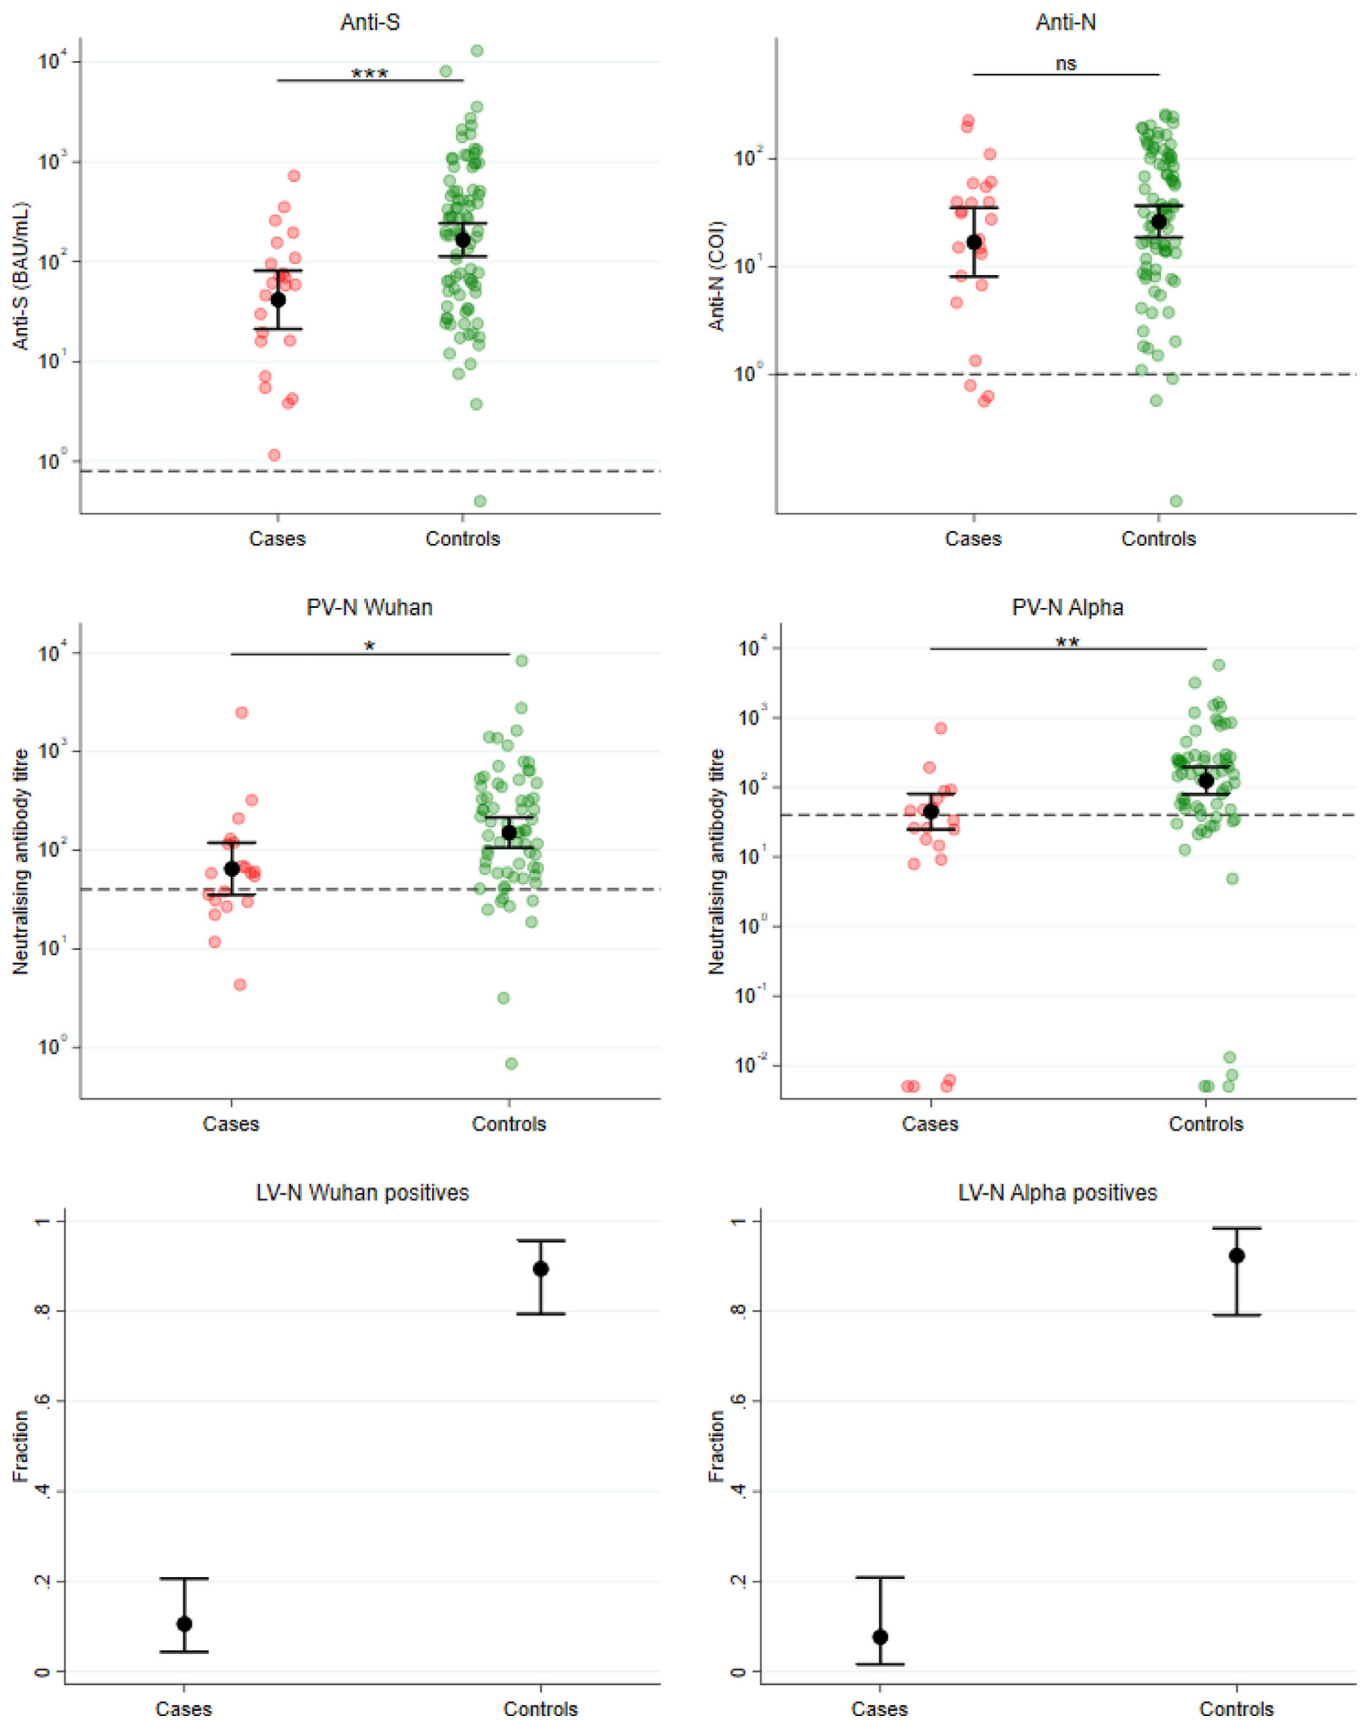 Anti-S
***
Anti-S (BAU/mL)
10⁴
10³
10²
10¹
10⁰
Cases Controls
Anti-N
ns
Anti-N (COI)
10²
10¹
10⁰
Cases Controls
PV-N Wuhan
*
Neutralising antibody titre
10⁴
10³
10²
10¹
10⁰
Cases Controls
PV-N Alpha
**
Neutralising antibody titre
10⁴
10³
10²
10¹
10⁰
10⁻¹
10⁻²
Cases Controls
LV-N Wuhan positives
Fraction
1
.8
.6
.4
.2
0
Cases Controls
LV-N Alpha positives
Fraction
1
.8
.6
.4
.2
0
Cases Controls